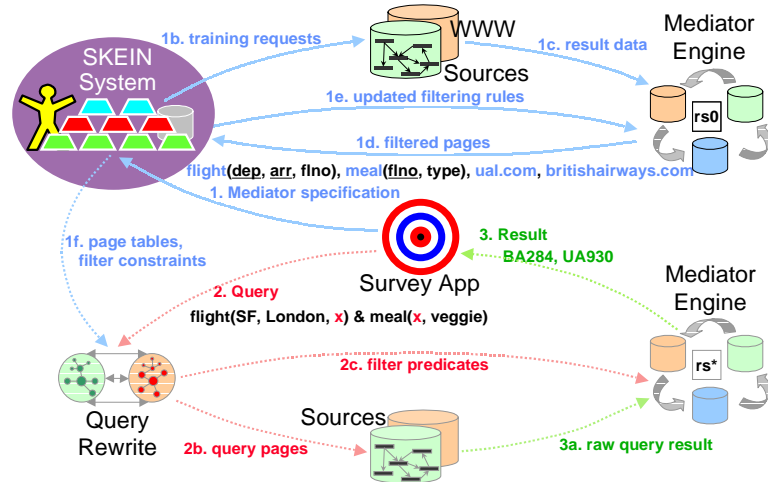 SKEIN
System
1b. training requests
WWW
Sources
1c. result data
Mediator
Engine
rs0
1e. updated filtering rules
1d. filtered pages
flight(dep, arr, flno), meal(flno, type), ual.com, britishairways.com
1. Mediator specification
1f. page tables,
filter constraints
3. Result
BA284, UA930
Survey App
2. Query
flight(SF, London, x) & meal(x, veggie)
Mediator
Engine
rs*
2c. filter predicates
Query
Rewrite
Sources
2b. query pages
3a. raw query result